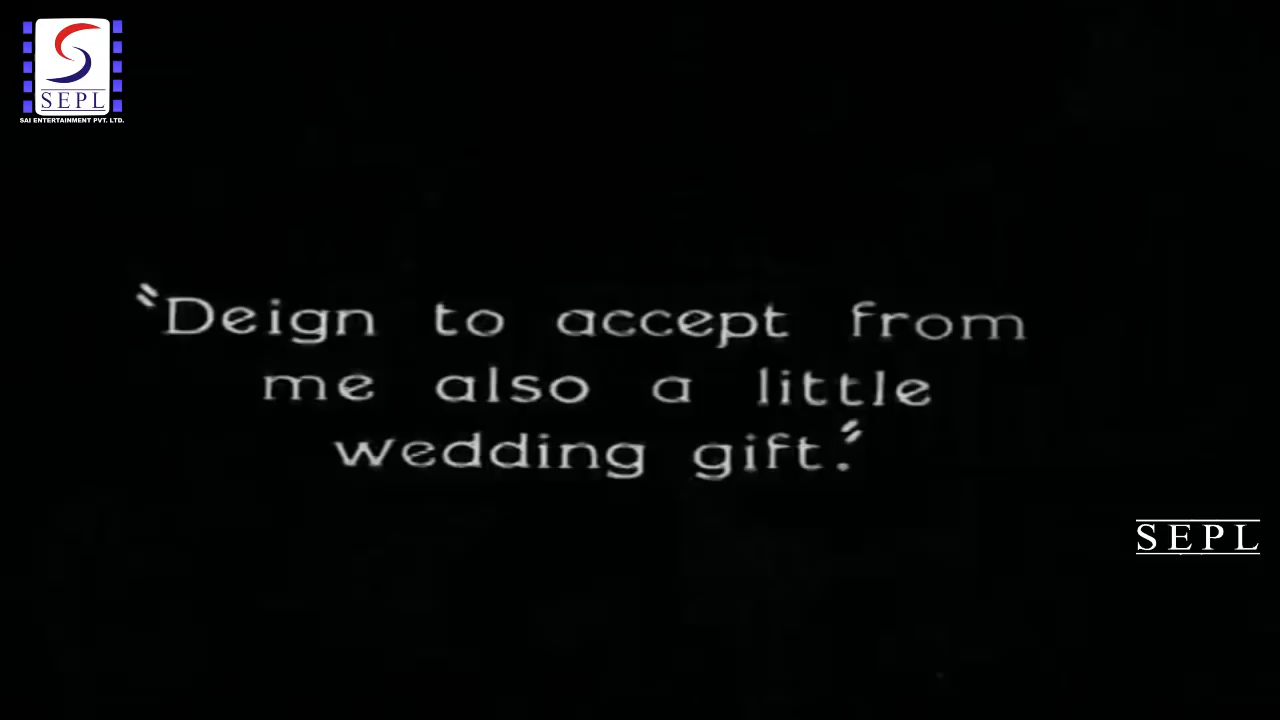 SEPL
SAI ENTERTAINMENT PVT. LTD.
"Deign to accept from
me also a little
wedding gift."
SEPL